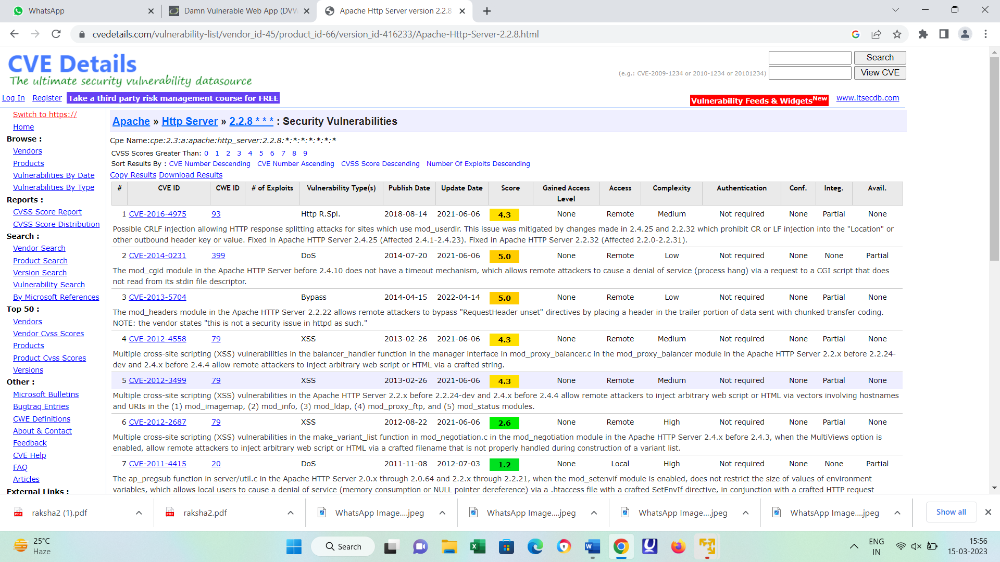 WhatsApp
Damn Vulnerable Web App (DVW
Apache Http Server version 2.2.8
cvedetails.com/vulnerability-list/vendor_id-45/product_id-66/version_id-416233/Apache-Http-Server-2.2.8.html
CVE Details
The ultimate security vulnerability datasource
Search
(e.g.: CVE-2009-1234 or 2010-1234 or 20101234) View CVE
Log In Register Take a third party risk management course for FREE
Vulnerability Feeds & Widgets New www.itsecdb.com
Switch to https://
Home
Browse :
Vendors
Products
Vulnerabilities By Date
Vulnerabilities By Type
Reports :
CVSS Score Report
CVSS Score Distribution
Search :
Vendor Search
Product Search
Version Search
Vulnerability Search
By Microsoft References
Top 50 :
Vendors
Vendor Cvss Scores
Products
Product Cvss Scores
Versions
Other :
Microsoft Bulletins
Bugtraq Entries
CWE Definitions
About & Contact
Feedback
CVE Help
FAQ
Articles
External Links :
Apache » Http Server » 2.2.8 * * * : Security Vulnerabilities
Cpe Name:cpe:2.3:a:apache:http_server:2.2.8:*:*:*:*:*:*:*
CVSS Scores Greater Than: 0 1 2 3 4 5 6 7 8 9
Sort Results By : CVE Number Descending CVE Number Ascending CVSS Score Descending Number Of Exploits Descending
Copy Results Download Results
# CVE ID CWE ID # of Exploits Vulnerability Type(s) Publish Date Update Date Score Gained Access Level Access Complexity Authentication Conf. Integ. Avail.
1 CVE-2016-4975 93 Http R.Spl. 2018-08-14 2021-06-06 4.3 None Remote Medium Not required None Partial None
Possible CRLF injection allowing HTTP response splitting attacks for sites which use mod_userdir. This issue was mitigated by changes made in 2.4.25 and 2.2.32 which prohibit CR or LF injection into the "Location" or
other outbound header key or value. Fixed in Apache HTTP Server 2.4.25 (Affected 2.4.1-2.4.23). Fixed in Apache HTTP Server 2.2.32 (Affected 2.2.0-2.2.31).
2 CVE-2014-0231 399 DoS 2014-07-20 2021-06-06 5.0 None Remote Low Not required None None Partial
The mod_cgid module in the Apache HTTP Server before 2.4.10 does not have a timeout mechanism, which allows remote attackers to cause a denial of service (process hang) via a request to a CGI script that does
not read from its stdin file descriptor.
3 CVE-2013-5704 Bypass 2014-04-15 2022-04-14 5.0 None Remote Low Not required None Partial None
The mod_headers module in the Apache HTTP Server 2.2.22 allows remote attackers to bypass "RequestHeader unset" directives by placing a header in the trailer portion of data sent with chunked transfer coding.
NOTE: the vendor states "this is not a security issue in httpd as such."
4 CVE-2012-4558 79 XSS 2013-02-26 2021-06-06 4.3 None Remote Medium Not required None Partial None
Multiple cross-site scripting (XSS) vulnerabilities in the balancer_handler function in the manager interface in mod_proxy_balancer.c in the mod_proxy_balancer module in the Apache HTTP Server 2.2.x before 2.2.24-
dev and 2.4.x before 2.4.4 allow remote attackers to inject arbitrary web script or HTML via a crafted string.
5 CVE-2012-3499 79 XSS 2013-02-26 2021-06-06 4.3 None Remote Medium Not required None Partial None
Multiple cross-site scripting (XSS) vulnerabilities in the Apache HTTP Server 2.2.x before 2.2.24-dev and 2.4.x before 2.4.4 allow remote attackers to inject arbitrary web script or HTML via vectors involving hostnames
and URIs in the (1) mod_imagemap, (2) mod_info, (3) mod_ldap, (4) mod_proxy_ftp, and (5) mod_status modules.
6 CVE-2012-2687 79 XSS 2012-08-22 2021-06-06 2.6 None Remote High Not required None Partial None
Multiple cross-site scripting (XSS) vulnerabilities in the make_variant_list function in mod_negotiation.c in the mod_negotiation module in the Apache HTTP Server 2.4.x before 2.4.3, when the MultiViews option is
enabled, allow remote attackers to inject arbitrary web script or HTML via a crafted filename that is not properly handled during construction of a variant list.
7 CVE-2011-4415 20 DoS 2011-11-08 2012-07-03 1.2 None Local High Not required None None Partial
The ap_pregsub function in server/util.c in the Apache HTTP Server 2.0.x through 2.0.64 and 2.2.x through 2.2.21, when the mod_setenvif module is enabled, does not restrict the size of values of environment
variables, which allows local users to cause a denial of service (memory consumption or NULL pointer dereference) via a .htaccess file with a crafted SetEnvIf directive, in conjunction with a crafted HTTP request
raksha2 (1).pdf
raksha2.pdf
WhatsApp Image....jpeg
WhatsApp Image....jpeg
WhatsApp Image....jpeg
WhatsApp Image....jpeg
Show all
25°C
Haze
Search
ENG
IN
15:56
15-03-2023